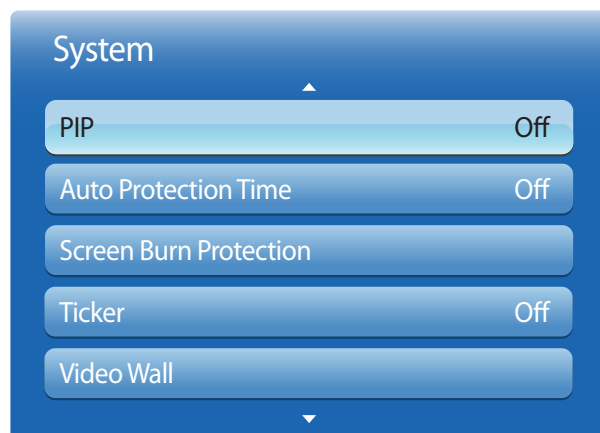 System
PIP Off
Auto Protection Time Off
Screen Burn Protection
Ticker Off
Video Wall